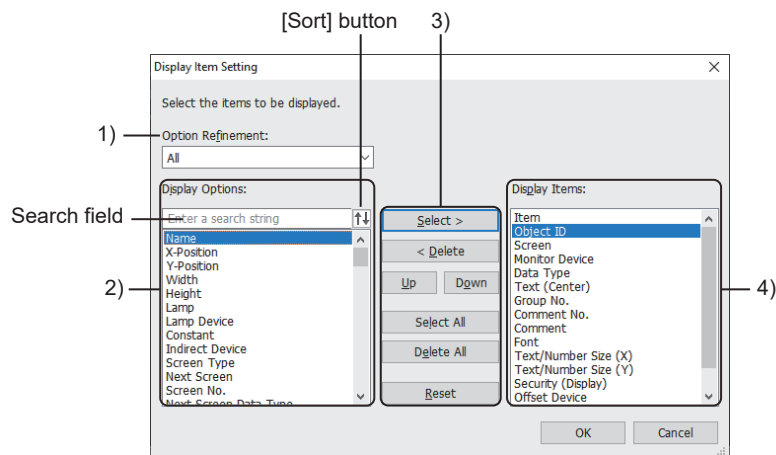 [Sort] button 3)
Display Item Setting
Select the items to be displayed.
1)
Option Refinement:
All
Display Options:
Display Items:
Search field
Enter a search string
Name
X-Position
Y-Position
Width
Height
Lamp
Lamp Device
Constant
Indirect Device
Screen Type
Next Screen
Screen No.
Next Screen Data Type
2)
Select >
< Delete
Up Down
Select All
Delete All
Reset
Item
Object ID
Screen
Monitor Device
Data Type
Text (Center)
Group No.
Comment No.
Comment
Font
Text/Number Size (X)
Text/Number Size (Y)
Security (Display)
Offset Device
4)
OK Cancel